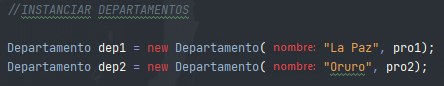 //INSTANCIAR DEPARTAMENTOS
Departamento dep1 = new Departamento( nombre: "La Paz", pro1);
Departamento dep2 = new Departamento( nombre: "Oruro", pro2);